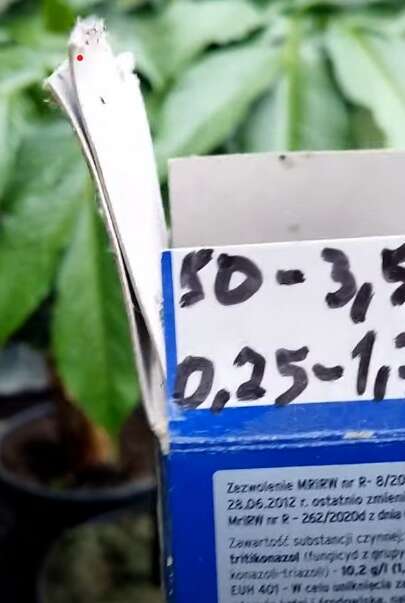 50-3,5
0,25-1,
Zezwolenie MRiRW nr R- 8/20
28.06.2012 r. ostatnio zmieni
MriRW nr R - 262/2020d z dnia
Zawartość substancji czynnej:
tritikonazol (fungicyd z grupy
konazoli-triazoli) - 10,2 g/l (1,
EUH 401 - W celu uniknięcia za